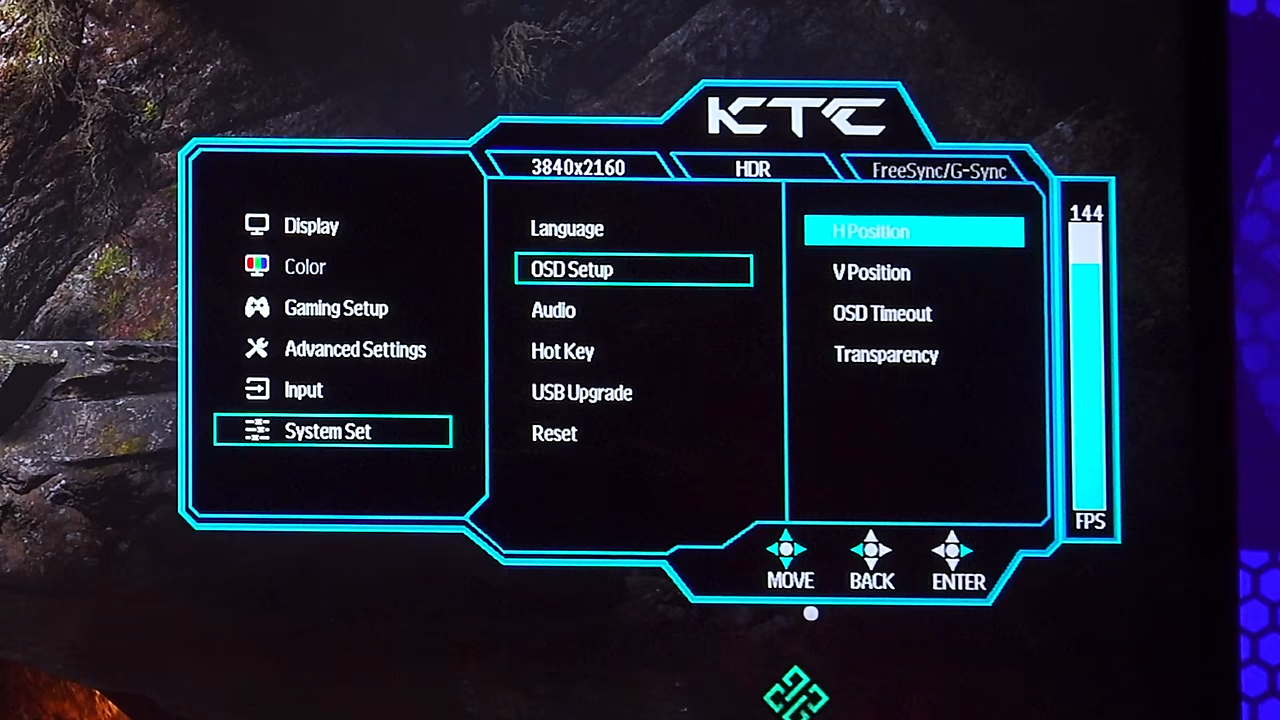 KTC
3840x2160
HDR
FreeSync/G-Sync
144
Display
Color
Gaming Setup
Advanced Settings
Input
System Set
Language
OSD Setup
Audio
Hot Key
USB Upgrade
Reset
H Position
V Position
OSD Timeout
Transparency
FPS
MOVE
BACK
ENTER